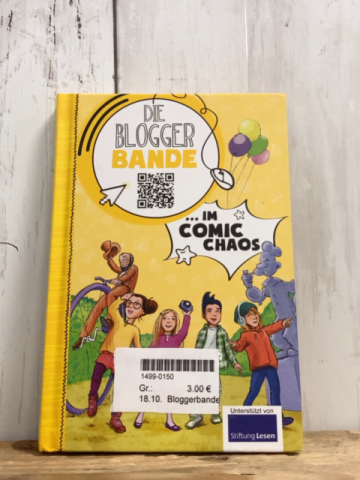 DIE
BLOGGER
BANDE
... IM
COMIC
CHAOS
1499-0150
Gr.: 3.00 €
18.10. Bloggerbande
Unterstützt von
Stiftung Lesen